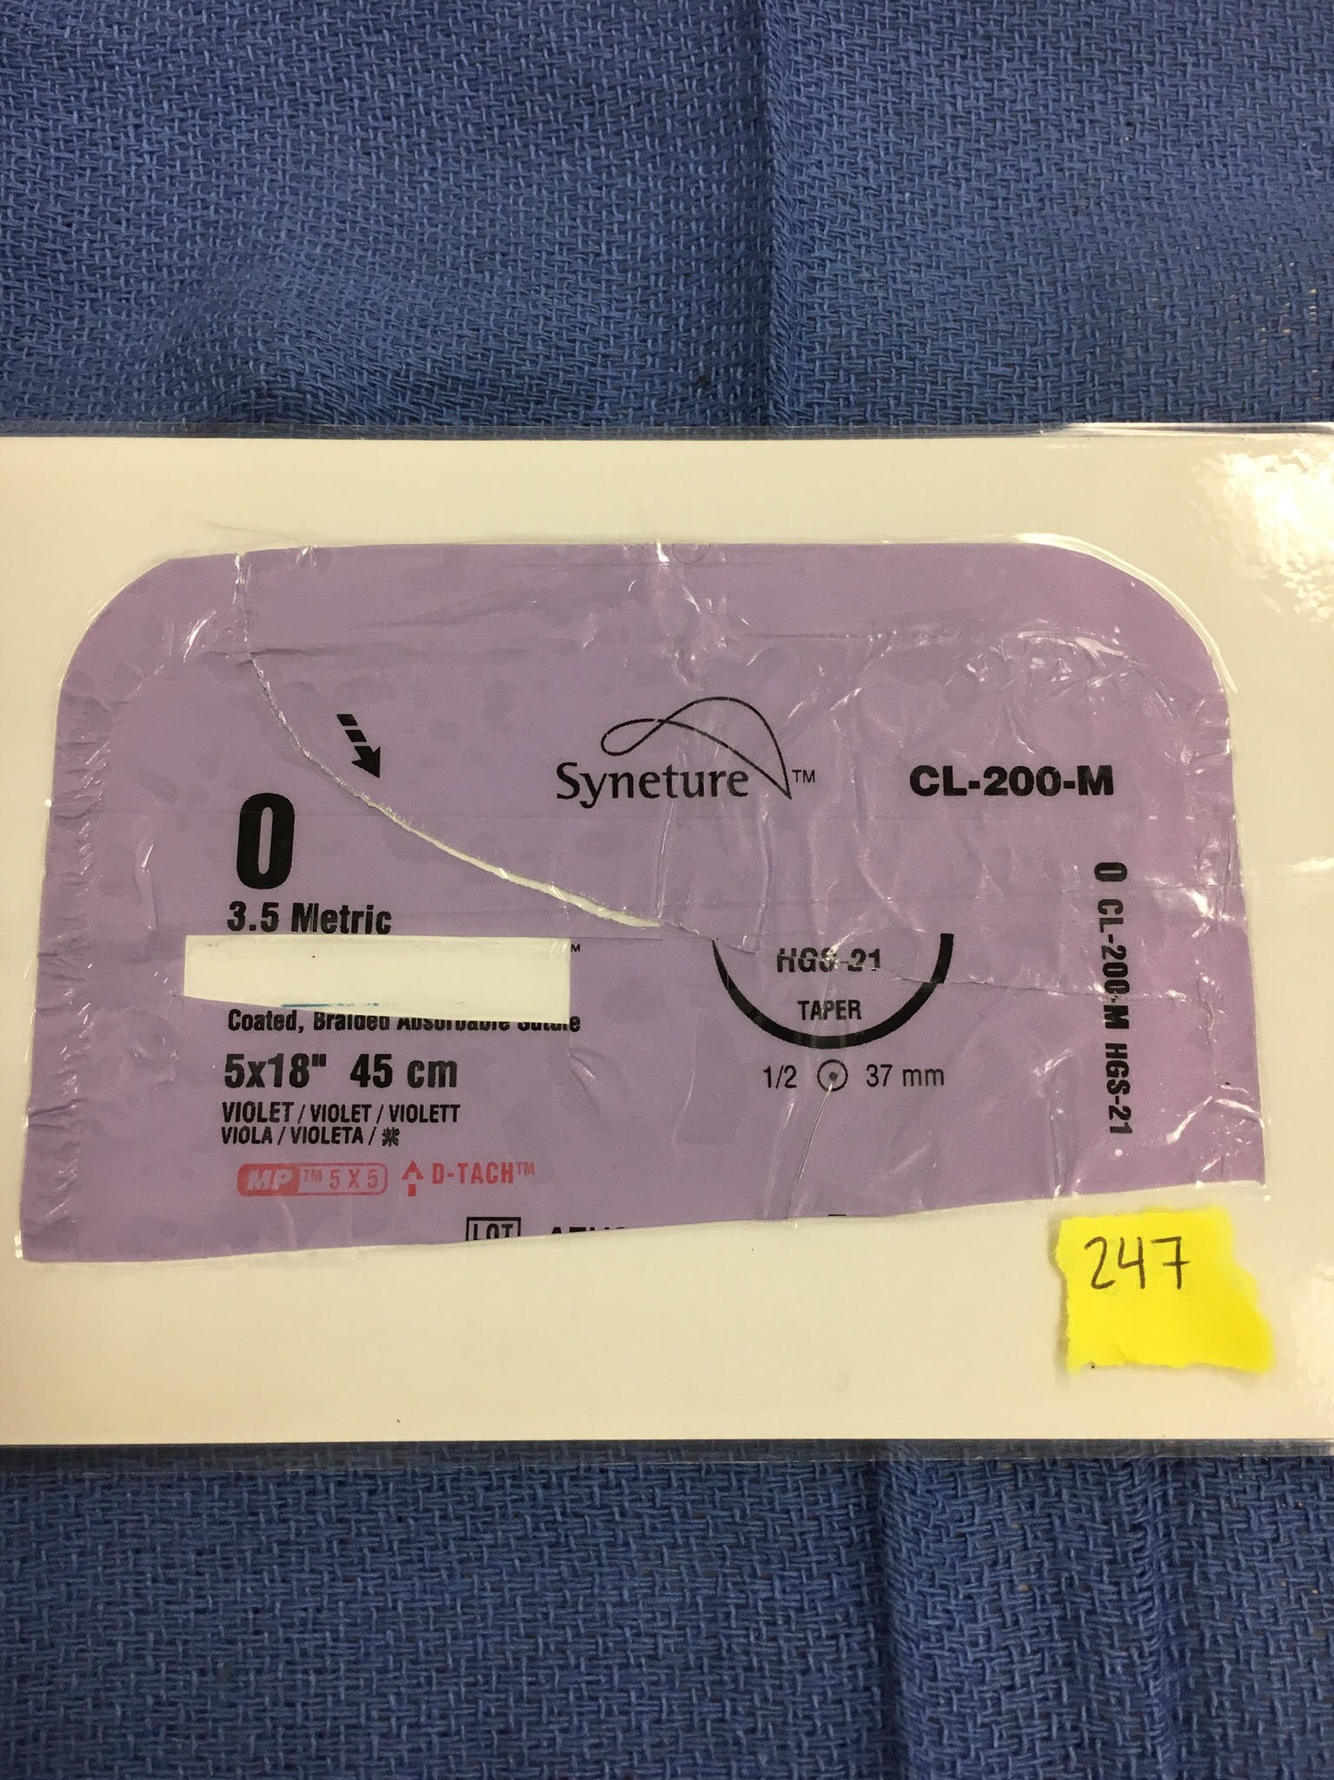 Syneture™
CL-200-M
0
3.5 Metric
™
Coated, Braided Absorbable Suture
5x18" 45 cm
VIOLET / VIOLET / VIOLETT
VIOLA / VIOLETA / 紫
MP™ 5 X 5 D-TACH™
LOT
HGS-21
TAPER
1/2 37 mm
0 CL-200-M HGS-21
247